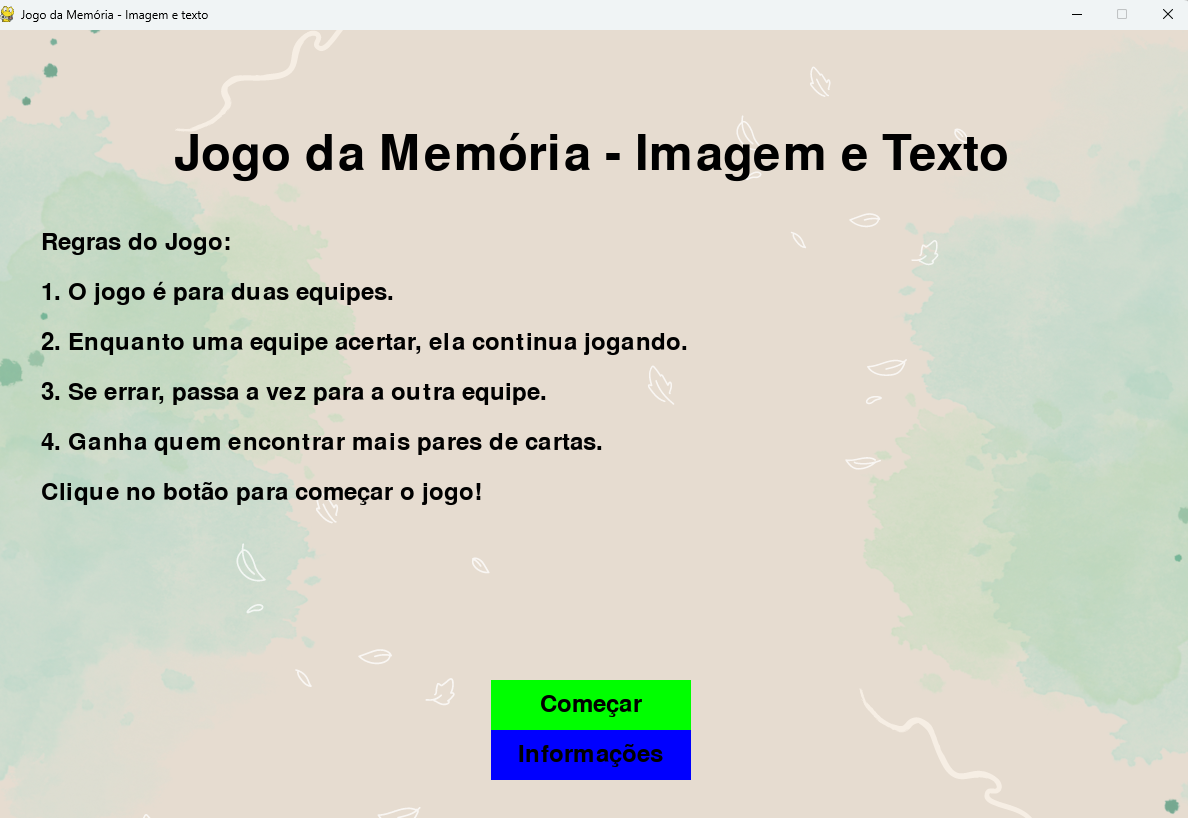 Jogo da Memória - Imagem e texto
Jogo da Memória - Imagem e Texto
Regras do Jogo:
1. O jogo é para duas equipes.
2. Enquanto uma equipe acertar, ela continua jogando.
3. Se errar, passa a vez para a outra equipe.
4. Ganha quem encontrar mais pares de cartas.
Clique no botão para começar o jogo!
Começar
Informações